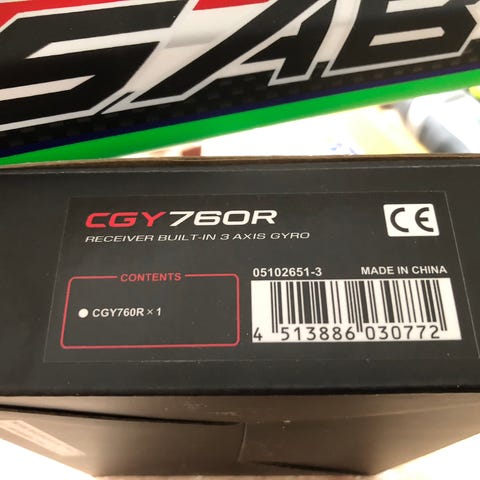 SAB
CGY760R
RECEIVER BUILT-IN 3 AXIS GYRO
CE
CONTENTS
● CGY760R × 1
05102651-3 MADE IN CHINA
4 513886 030772